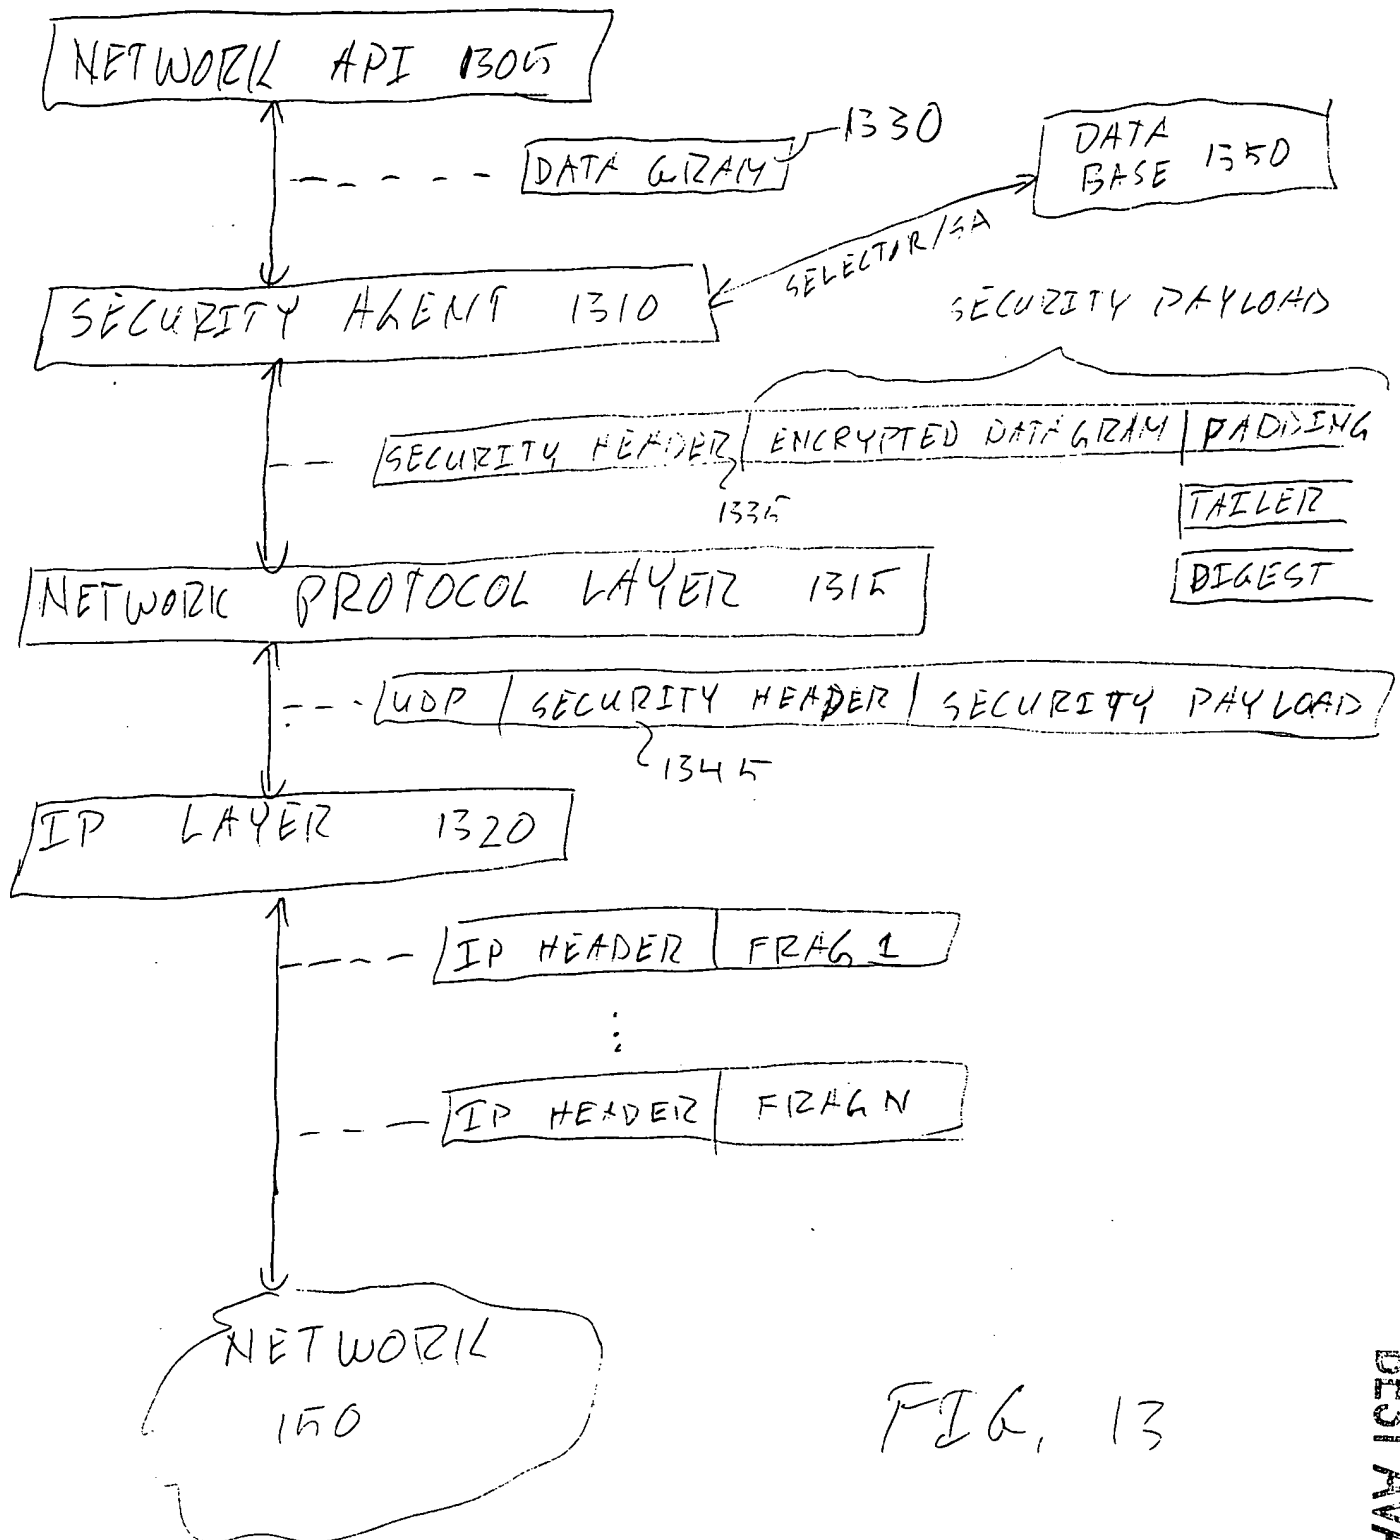 NETWORK API 1305
1330
DATAGRAM
DATA
BASE 1350
SELECTOR/SA
SECURITY AGENT 1310
SECURITY PAYLOAD
SECURITY HEADER | ENCRYPTED DATAGRAM | PADDING
1335
TAILER
DIGEST
NETWORK PROTOCOL LAYER 1315
UDP | SECURITY HEADER | SECURITY PAYLOAD
1345
IP LAYER 1320
IP HEADER | FRAG 1
IP HEADER | FRAG N
NETWORK
150
FIG. 13
BEST